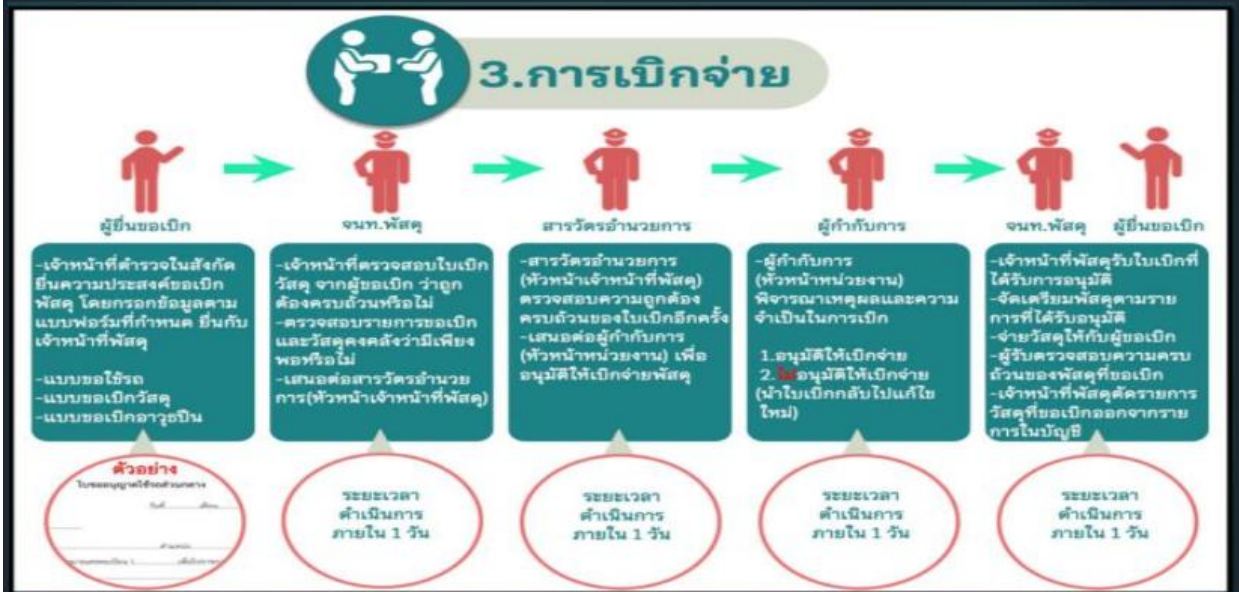 3.การเบิกจ่าย
ผู้ยื่นขอเบิก
-เจ้าหน้าที่ตำรวจในสังกัด
ยื่นความประสงค์ขอเบิก
พัสดุ โดยกรอกข้อมูลตาม
แบบฟอร์มที่กำหนด ยื่นกับ
เจ้าหน้าที่พัสดุ
-แบบขอใช้รถ
-แบบขอเบิกวัสดุ
-แบบขอเบิกอาวุธปืน
ตัวอย่าง
ใบขออนุญาตใช้รถส่วนกลาง
วันที่ เดือน
ตำแหน่ง
จนท.พัสดุ
-เจ้าหน้าที่ตรวจสอบใบเบิก
วัสดุ จากผู้ขอเบิก ว่าถูก
ต้องครบถ้วนหรือไม่
-ตรวจสอบรายการขอเบิก
และวัสดุคงคลังว่ามีเพียง
พอหรือไม่
-เสนอต่อสารวัตรอำนวย
การ(หัวหน้าเจ้าหน้าที่พัสดุ)
ระยะเวลา
ดำเนินการ
ภายใน 1 วัน
สารวัตรอำนวยการ
-สารวัตรอำนวยการ
(หัวหน้าเจ้าหน้าที่พัสดุ)
ตรวจสอบความถูกต้อง
ครบถ้วนของใบเบิกอีกครั้ง
-เสนอต่อผู้กำกับการ
(หัวหน้าหน่วยงาน) เพื่อ
อนุมัติให้เบิกจ่ายพัสดุ
ระยะเวลา
ดำเนินการ
ภายใน 1 วัน
ผู้กำกับการ
-ผู้กำกับการ
(หัวหน้าหน่วยงาน)
พิจารณาเหตุผลและความ
จำเป็นในการเบิก
1.อนุมัติให้เบิกจ่าย
2.ไม่อนุมัติให้เบิกจ่าย
(นำใบเบิกกลับไปแก้ไข
ใหม่)
ระยะเวลา
ดำเนินการ
ภายใน 1 วัน
จนท.พัสดุ ผู้ยื่นขอเบิก
-เจ้าหน้าที่พัสดุรับใบเบิกที่
ได้รับการอนุมัติ
-จัดเตรียมพัสดุตามราย
การที่ได้รับอนุมัติ
-จ่ายวัสดุให้กับผู้ขอเบิก
-ผู้รับตรวจสอบความครบ
ถ้วนของพัสดุที่ขอเบิก
-เจ้าหน้าที่พัสดุตัดรายการ
วัสดุที่ขอเบิกออกจากราย
การในบัญชี
ระยะเวลา
ดำเนินการ
ภายใน 1 วัน